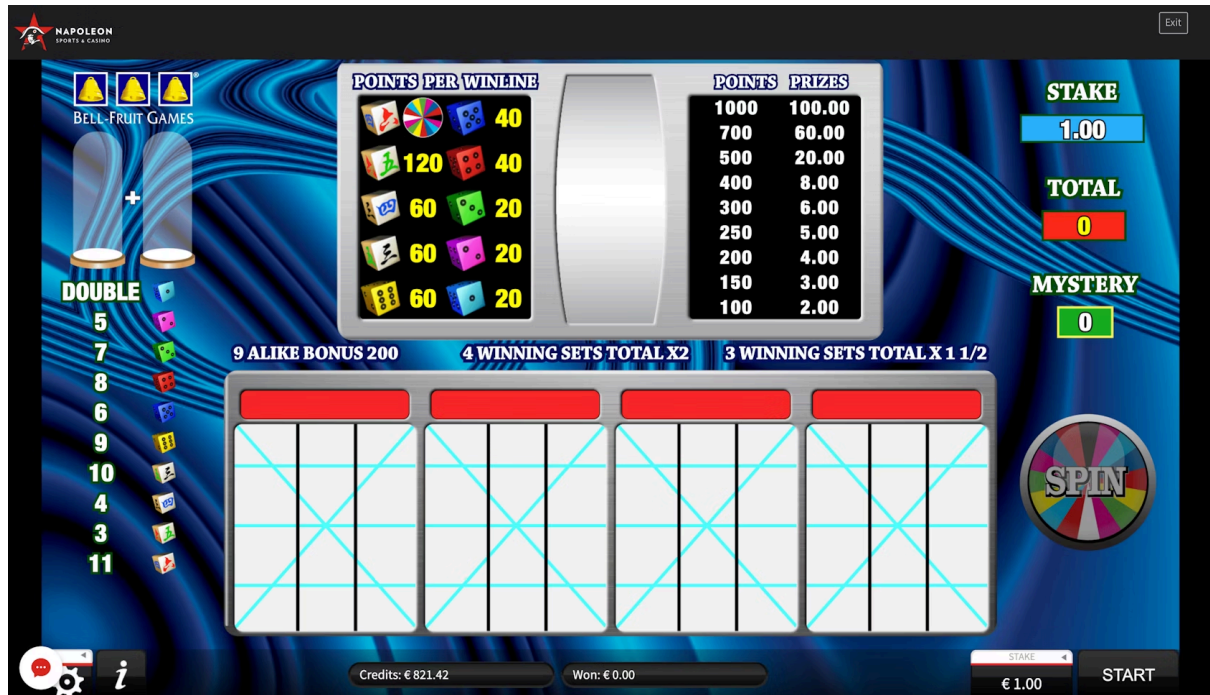 NAPOLEON
SPORTS & CASINO
Exit
BELL-FRUIT GAMES®
+
DOUBLE
5
7
8
6
9
10
4
3
11
POINTS PER WINLINE
40
120 40
60 20
60 20
60 20
POINTS PRIZES
1000 100.00
700 60.00
500 20.00
400 8.00
300 6.00
250 5.00
200 4.00
150 3.00
100 2.00
STAKE
1.00
TOTAL
0
MYSTERY
0
9 ALIKE BONUS 200 4 WINNING SETS TOTAL X2 3 WINNING SETS TOTAL X 1 1/2
SPIN
i
Credits: € 821.42 Won: € 0.00
STAKE
€ 1.00
START